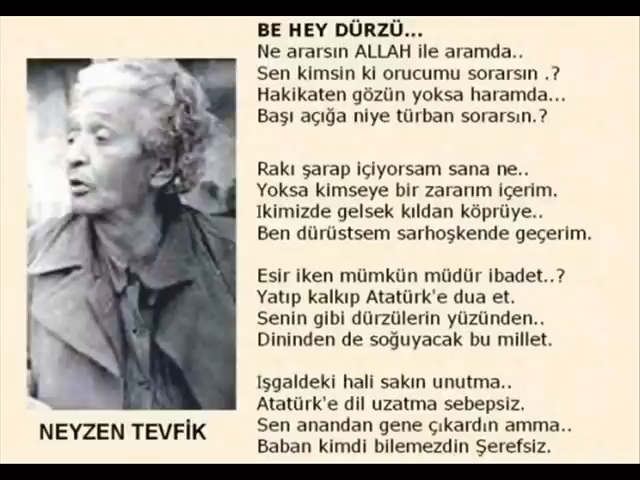 BE HEY DÜRZÜ...
Ne ararsın ALLAH ile aramda..
Sen kimsin ki orucumu sorarsın .?
Hakikaten gözün yoksa haramda...
Başı açığa niye türban sorarsın.?
Rakı şarap içiyorsam sana ne..
Yoksa kimseye bir zararım içerim.
Ikimizde gelsek kıldan köprüye..
Ben dürüstsem sarhoşkende geçerim.
Esir iken mümkün müdür ibadet..?
Yatıp kalkıp Atatürk'e dua et.
Senin gibi dürzülerin yüzünden..
Dininden de soğuyacak bu millet.
Işgaldeki hali sakın unutma..
Atatürk'e dil uzatma sebepsiz.
Sen anandan gene çıkardın amma..
Baban kimdi bilemezdin Şerefsiz.
NEYZEN TEVFİK